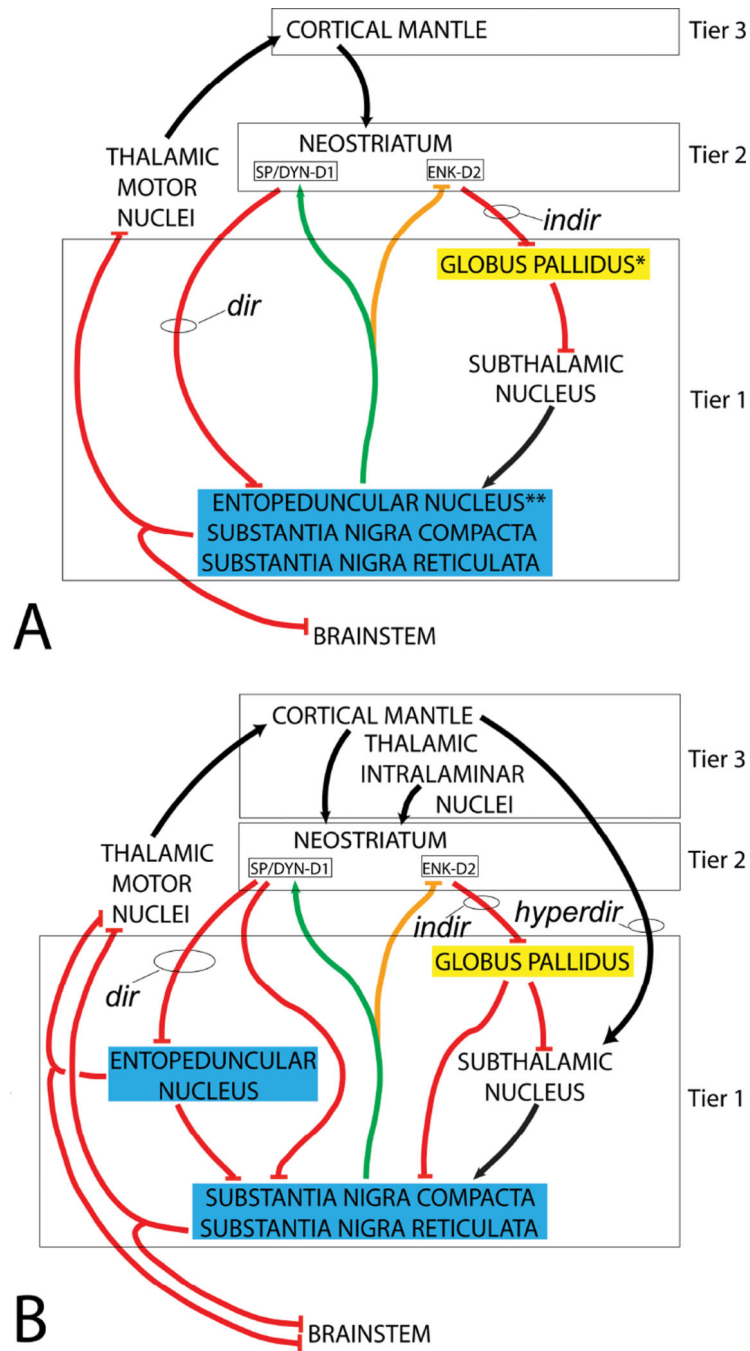 CORTICAL MANTLE
Tier 3
NEOSTRIATUM
SP/DYN-D1
ENK-D2
Tier 2
THALAMIC
MOTOR
NUCLEI
indir
GLOBUS PALLIDUS*
dir
SUBTHALAMIC
NUCLEUS
Tier 1
ENTOPEDUNCULAR NUCLEUS**
SUBSTANTIA NIGRA COMPACTA
SUBSTANTIA NIGRA RETICULATA
A
BRAINSTEM
CORTICAL MANTLE
THALAMIC
INTRALAMINAR
NUCLEI
Tier 3
NEOSTRIATUM
SP/DYN-D1
ENK-D2
Tier 2
THALAMIC
MOTOR
NUCLEI
indir
hyperdir
dir
GLOBUS PALLIDUS
ENTOPEDUNCULAR
NUCLEUS
SUBTHALAMIC
NUCLEUS
Tier 1
SUBSTANTIA NIGRA COMPACTA
SUBSTANTIA NIGRA RETICULATA
B
BRAINSTEM